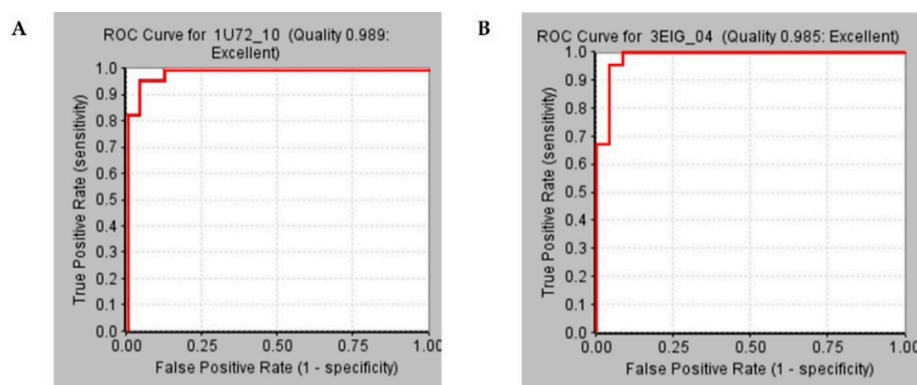 A
ROC Curve for 1U72_10 (Quality 0.989:
Excellent)
True Positive Rate (sensitivity)
1.0
0.9
0.8
0.7
0.6
0.5
0.4
0.3
0.2
0.1
0.0
0.00 0.25 0.50 0.75 1.00
False Positive Rate (1 - specificity)
B
ROC Curve for 3EIG_04 (Quality 0.985: Excellent)
True Positive Rate (sensitivity)
1.0
0.9
0.8
0.7
0.6
0.5
0.4
0.3
0.2
0.1
0.0
0.00 0.25 0.50 0.75 1.00
False Positive Rate (1 - specificity)